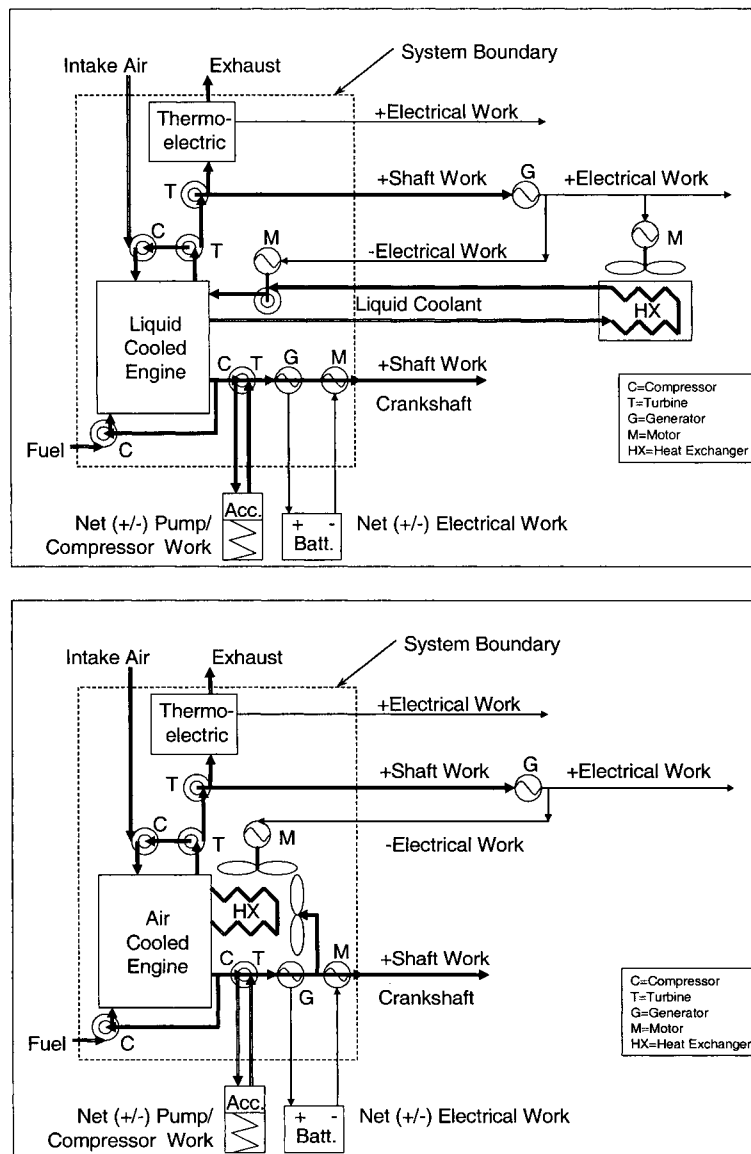 System Boundary
Intake Air
Exhaust
Thermo-
electric
+Electrical Work
T
+Shaft Work
G
+Electrical Work
C
T
M
-Electrical Work
M
Liquid
Cooled
Engine
Liquid Coolant
HX
C
T
G
M
+Shaft Work
Crankshaft
Fuel
C
C=Compressor
T=Turbine
G=Generator
M=Motor
HX=Heat Exchanger
Net (+/-) Pump/
Compressor Work
Acc.
+ -
Batt.
Net (+/-) Electrical Work
System Boundary
Intake Air
Exhaust
Thermo-
electric
+Electrical Work
T
+Shaft Work
G
+Electrical Work
C
T
M
-Electrical Work
Air
Cooled
Engine
HX
C
T
G
M
+Shaft Work
Crankshaft
Fuel
C
C=Compressor
T=Turbine
G=Generator
M=Motor
HX=Heat Exchanger
Net (+/-) Pump/
Compressor Work
Acc.
+ -
Batt.
Net (+/-) Electrical Work